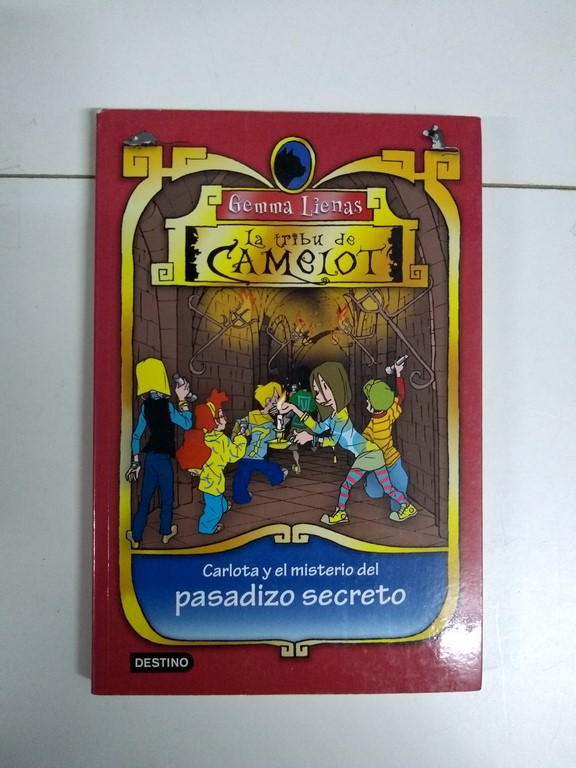 Gemma Lienas
La tribu de
CAMELOT
Carlota y el misterio del
pasadizo secreto
DESTINO